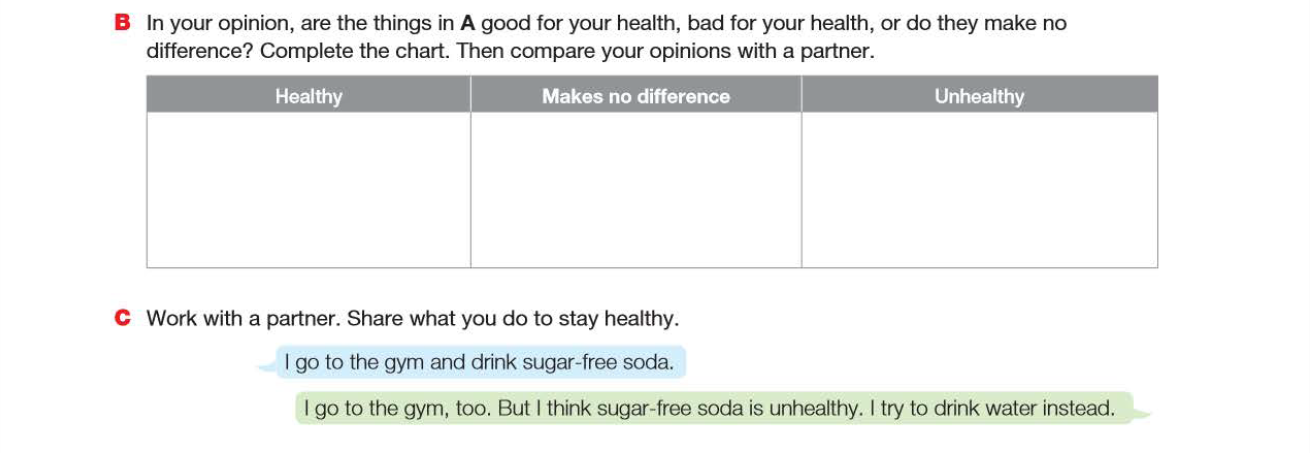 B In your opinion, are the things in A good for your health, bad for your health, or do they make no
difference? Complete the chart. Then compare your opinions with a partner.
Healthy Makes no difference Unhealthy
C Work with a partner. Share what you do to stay healthy.
I go to the gym and drink sugar-free soda.
I go to the gym, too. But I think sugar-free soda is unhealthy. I try to drink water instead.